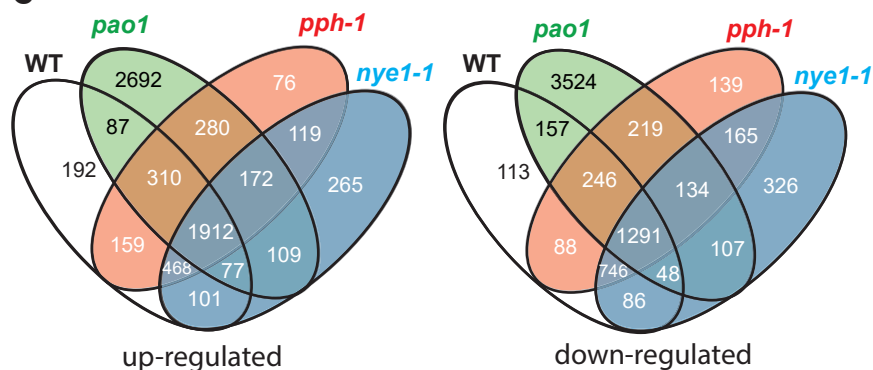 pao1 pph-1 pao1 pph-1
WT nye1-1 WT nye1-1
2692 76 3524 139
87 280 119 157 219 165
192 310 172 265 113 246 134 326
159 1912 109 88 1291 107
468 77 746 48
101 86
up-regulated down-regulated